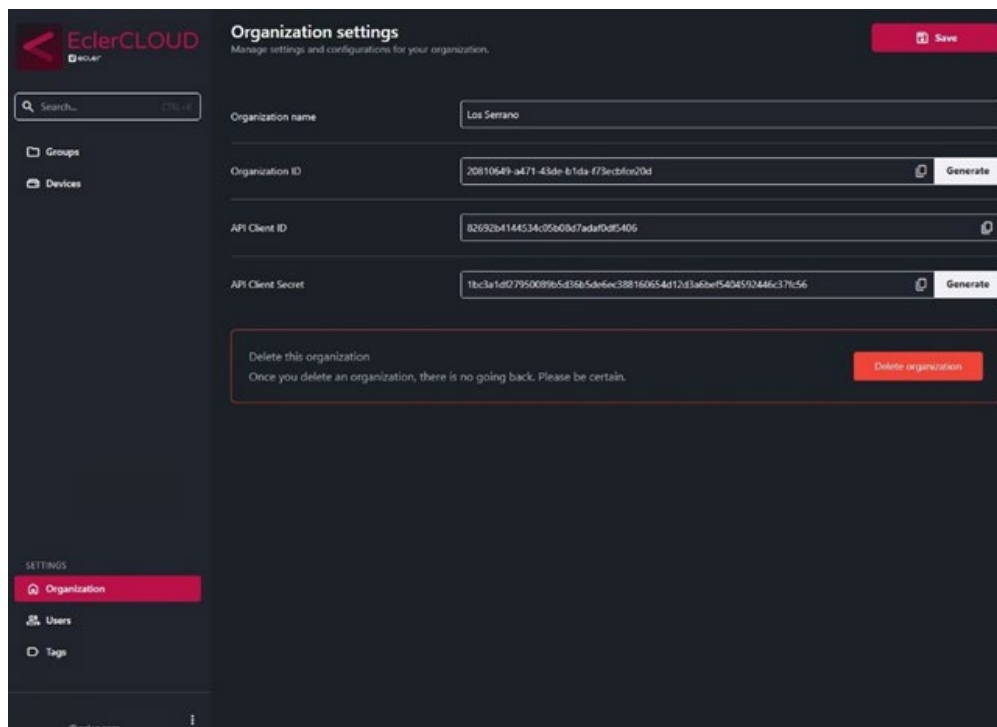 EclerCLOUD
ecler
Search...
CTRL+K
Groups
Devices
SETTINGS
Organization
Users
Tags
Organization settings
Manage settings and configurations for your organization.
Save
Organization name
Los Serrano
Organization ID
20810649-a471-43de-b1da-f73ecbfce20d
Generate
API Client ID
82692b4144534c05b08d7adaf0df5406
API Client Secret
1bc3a1df27950089b5d36b5de6ec388160654d12d3a6bef5404592446c37fc56
Generate
Delete this organization
Once you delete an organization, there is no going back. Please be certain.
Delete organization